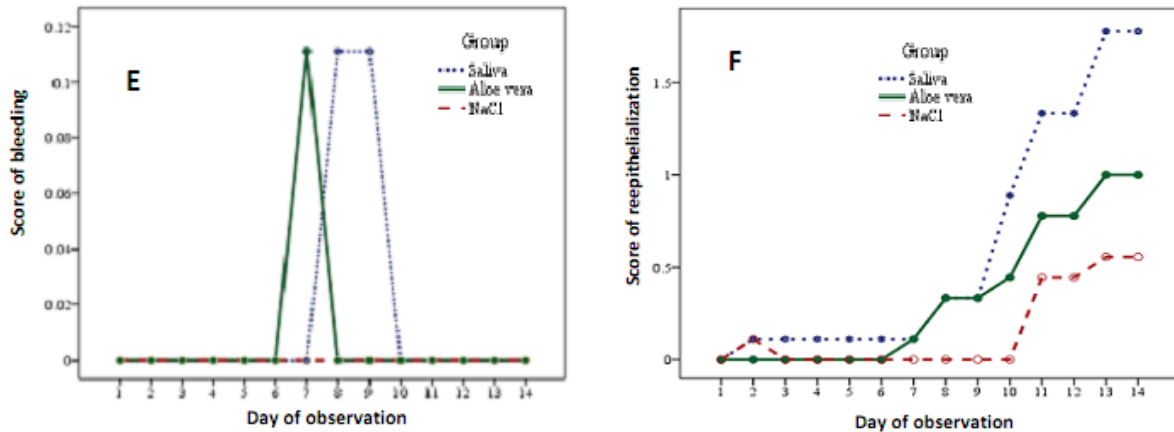 E
Score of bleeding
0.12
0.1
0.08
0.06
0.04
0.02
0
Group
Saliva
Aloe vera
NaCl
1 2 3 4 5 6 7 8 9 10 11 12 13 14
Day of observation
F
Score of reepithelialization
1.5
1
0.5
0
Group
Saliva
Aloe vera
NaCl
1 2 3 4 5 6 7 8 9 10 11 12 13 14
Day of observation